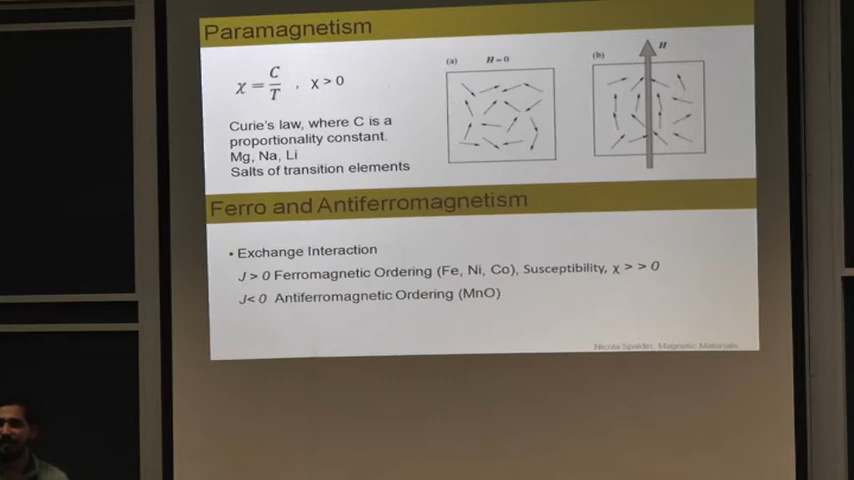 Paramagnetism
χ = C/T , χ > 0
(a) H = 0
(b) H
Curie's law, where C is a
proportionality constant.
Mg, Na, Li
Salts of transition elements
Ferro and Antiferromagnetism
• Exchange Interaction
J > 0 Ferromagnetic Ordering (Fe, Ni, Co), Susceptibility, χ > > 0
J < 0 Antiferromagnetic Ordering (MnO)
Nicola Spaldin, Magnetic Materials